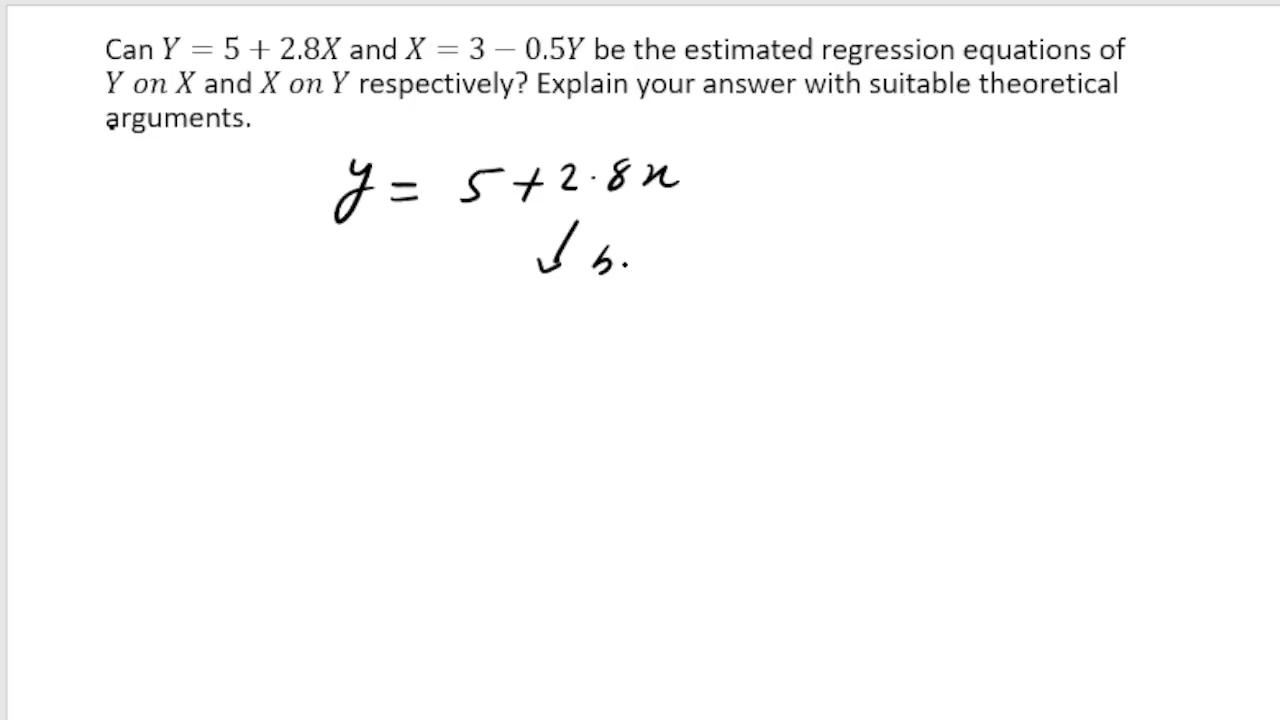 Can Y = 5 + 2.8X and X = 3 − 0.5Y be the estimated regression equations of
Y on X and X on Y respectively? Explain your answer with suitable theoretical
arguments.
y = 5 + 2.8x
↓ b.